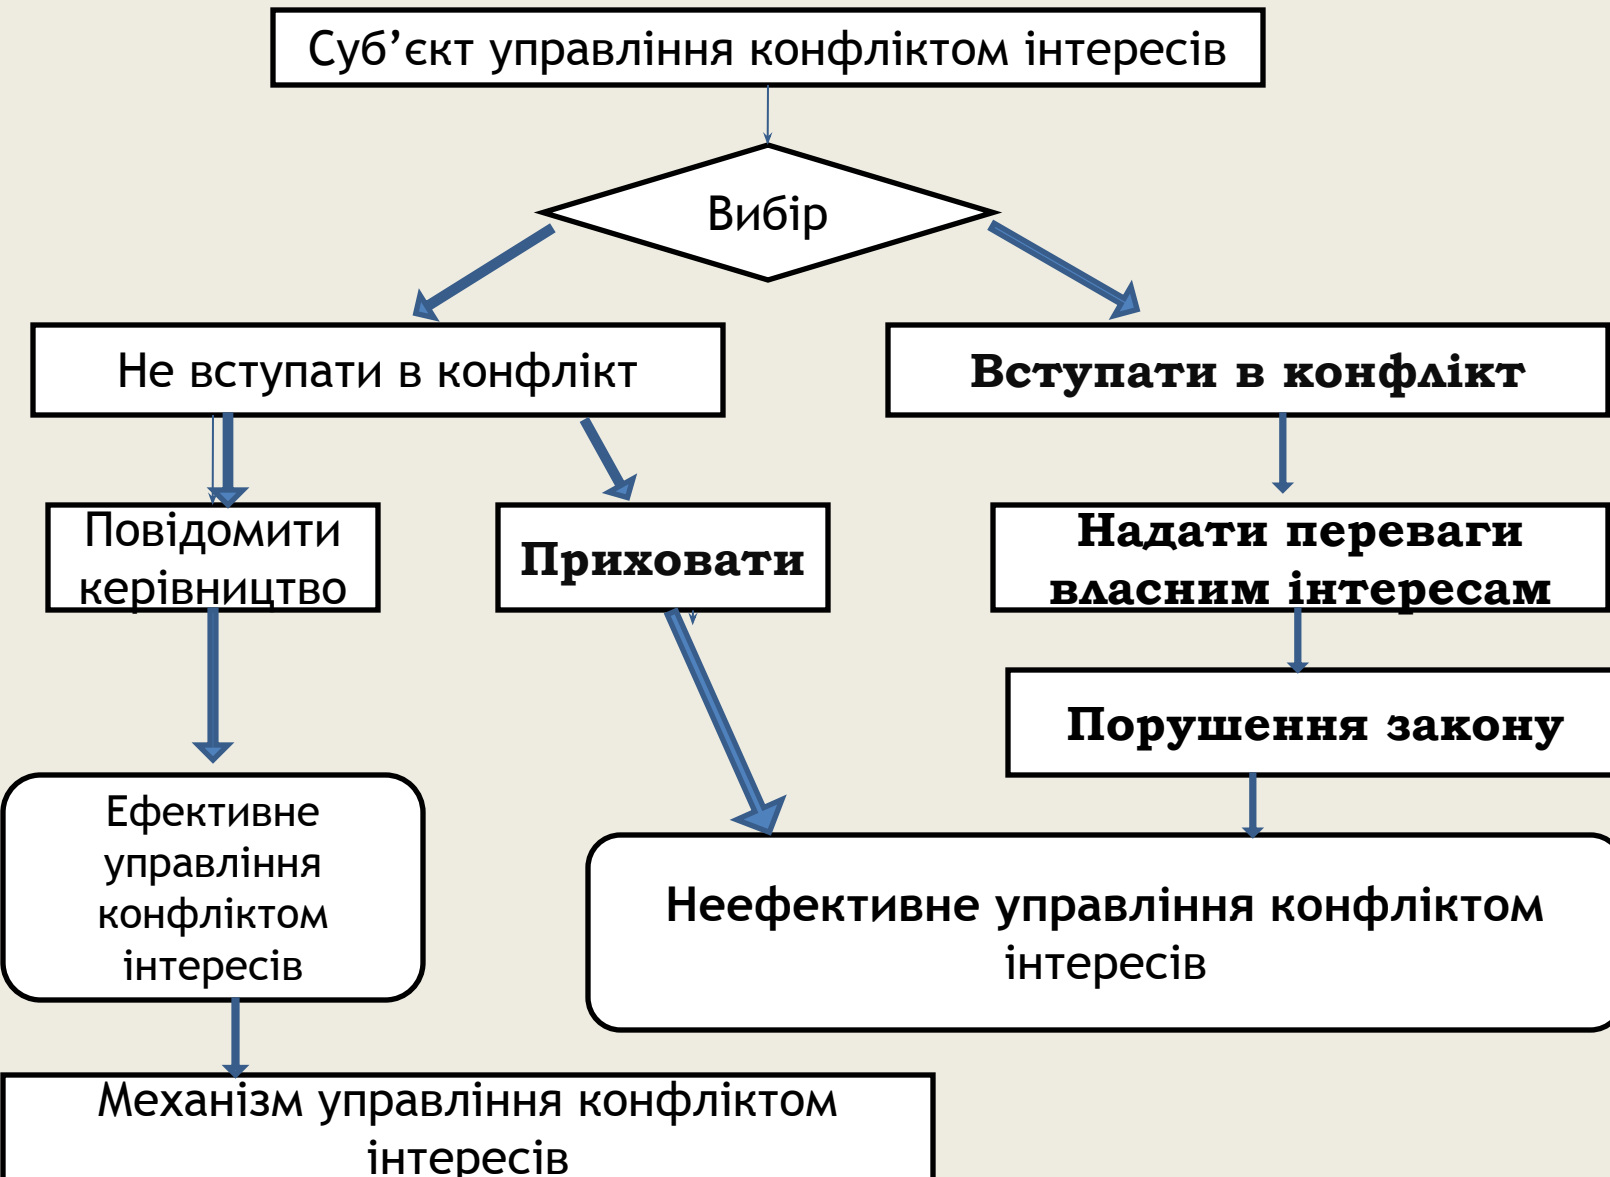 Суб’єкт управління конфліктом інтересів
Вибір
Не вступати в конфлікт
Вступати в конфлікт
Повідомити
керівництво
Приховати
Надати переваги
власним інтересам
Порушення закону
Ефективне
управління
конфліктом
інтересів
Неефективне управління конфліктом
інтересів
Механізм управління конфліктом
інтересів